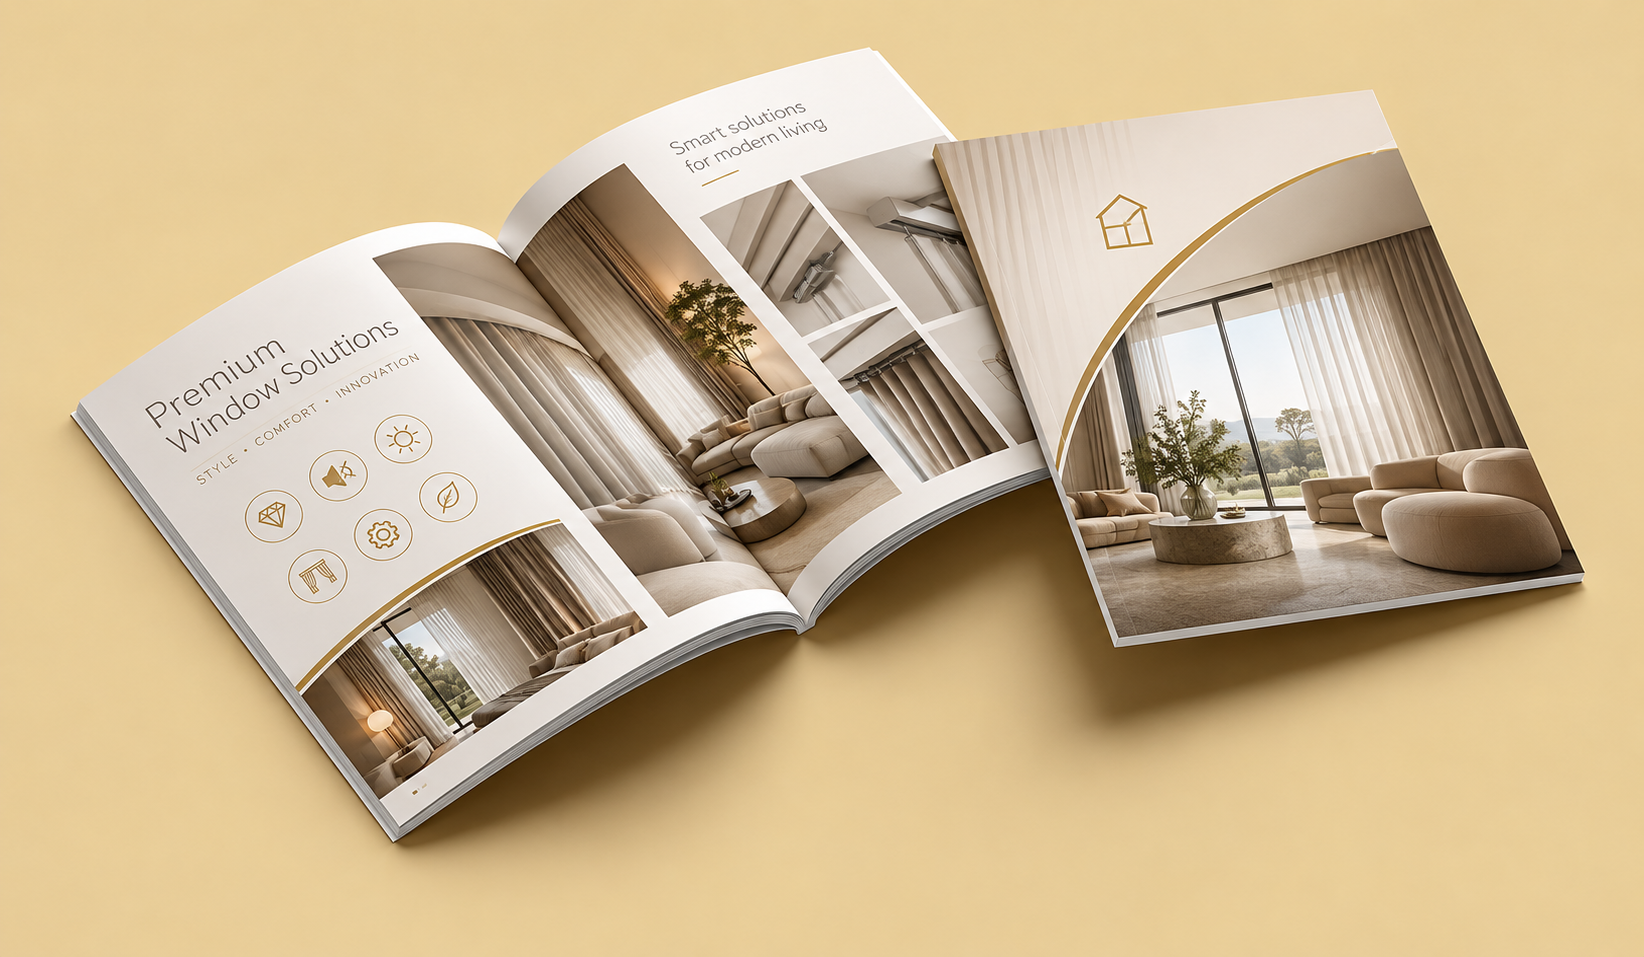 Premium
Window Solutions
STYLE • COMFORT • INNOVATION
Smart solutions
for modern living